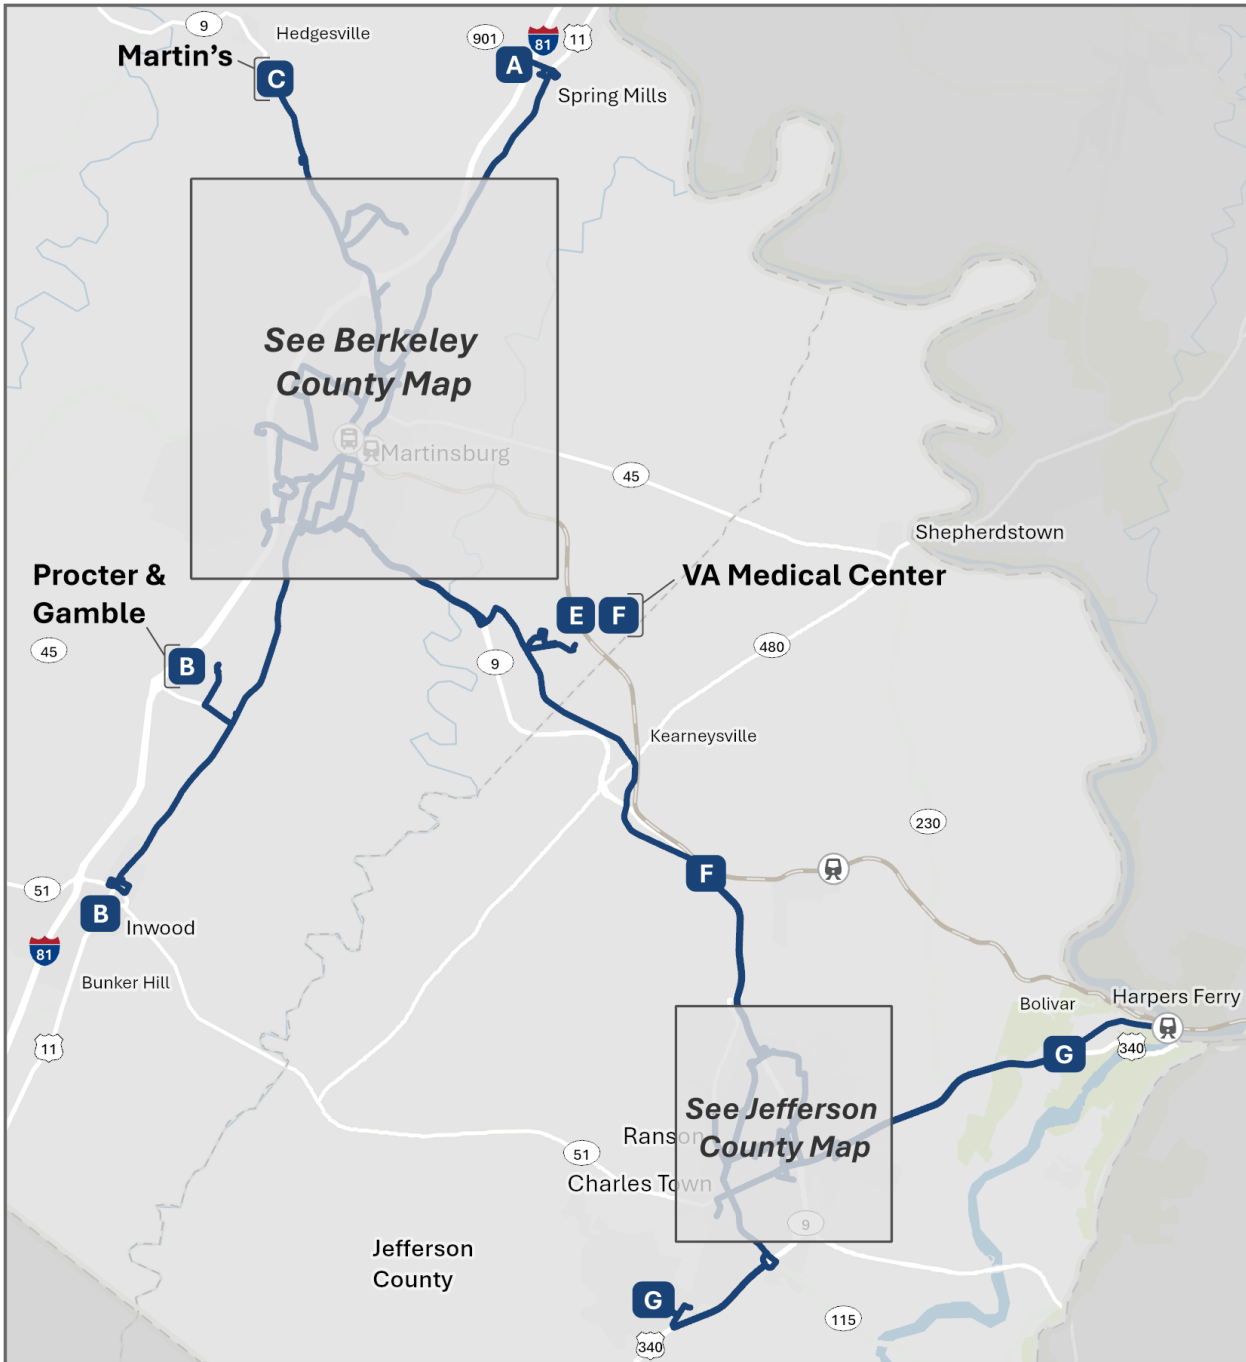 9
Hedgesville
901
81
11
Martin's
C
A
Spring Mills
See Berkeley
County Map
Martinsburg
45
Shepherdstown
Procter &
Gamble
VA Medical Center
E
F
45
B
9
480
Kearneysville
230
F
51
B
Inwood
81
Bunker Hill
Bolivar
Harpers Ferry
11
G
340
See Jefferson
County Map
Ranson
51
Charles Town
9
Jefferson
County
G
115
340